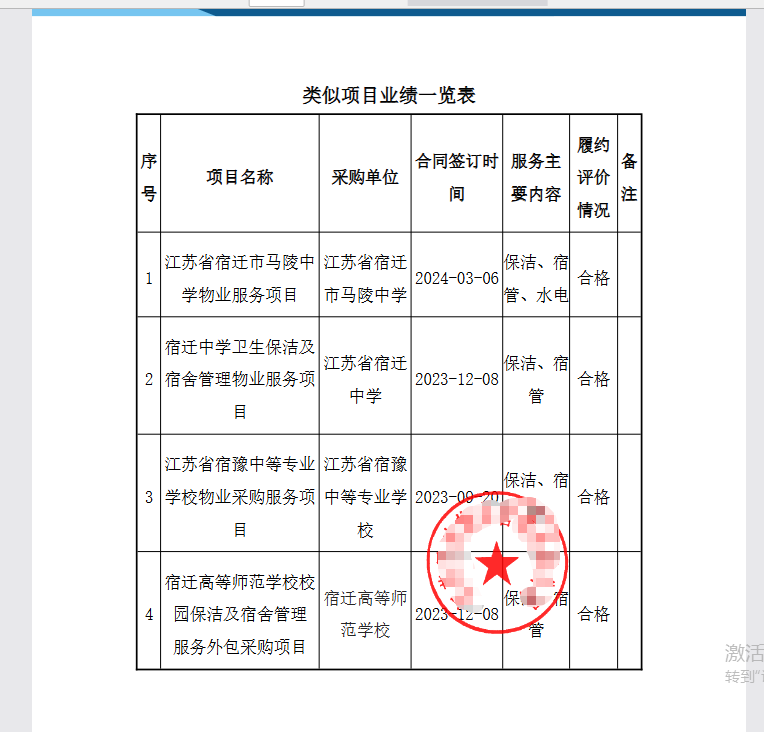 类似项目业绩一览表
序号 项目名称 采购单位 合同签订时间 服务主要内容 履约评价情况 备注
1 江苏省宿迁市马陵中学物业服务项目 江苏省宿迁市马陵中学 2024-03-06 保洁、宿管、水电 合格
2 宿迁中学卫生保洁及宿舍管理物业服务项目 江苏省宿迁中学 2023-12-08 保洁、宿管 合格
3 江苏省宿豫中等专业学校物业采购服务项目 江苏省宿豫中等专业学校 2023-09-20 保洁、宿 合格
4 宿迁高等师范学校校园保洁及宿舍管理服务外包采购项目 宿迁高等师范学校 2023-12-08 保 宿管 合格
激活
转到